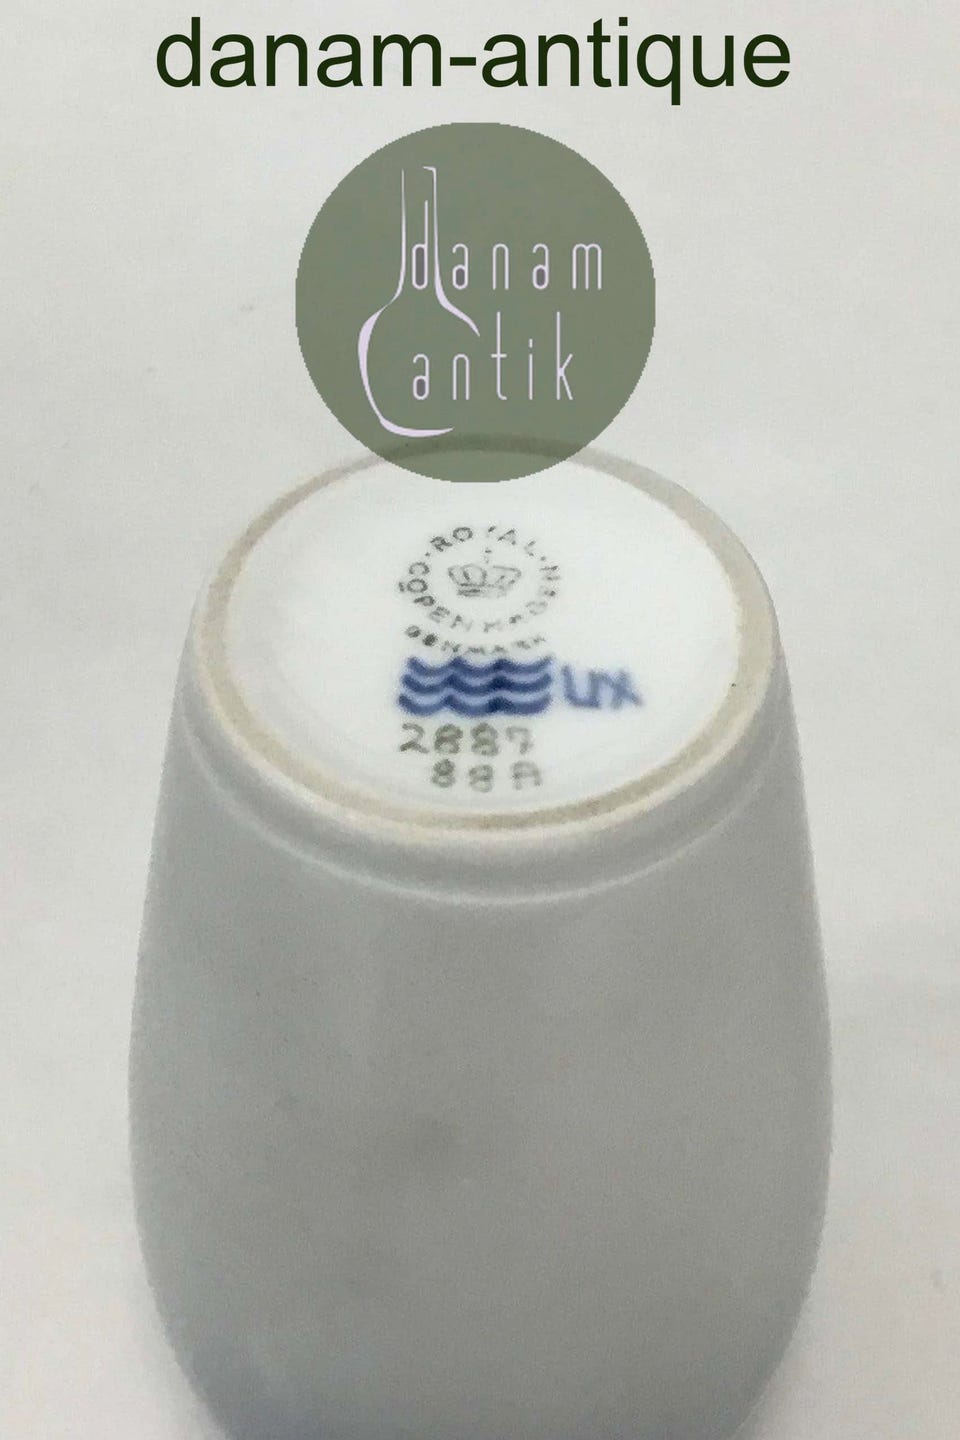 danam-antique
danam
antik
ROYAL · COPENHAGEN ·
DENMARK
2887
88A